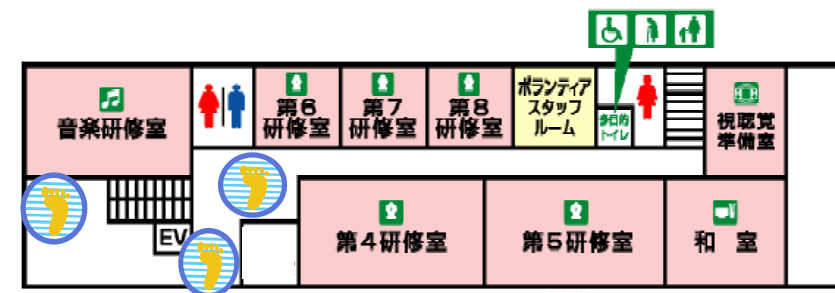 音楽研修室
第6
研修室
第7
研修室
第8
研修室
ボランティア
スタッフ
ルーム
多目的
トイレ
視聴覚
準備室
EV
第4研修室
第5研修室
和 室